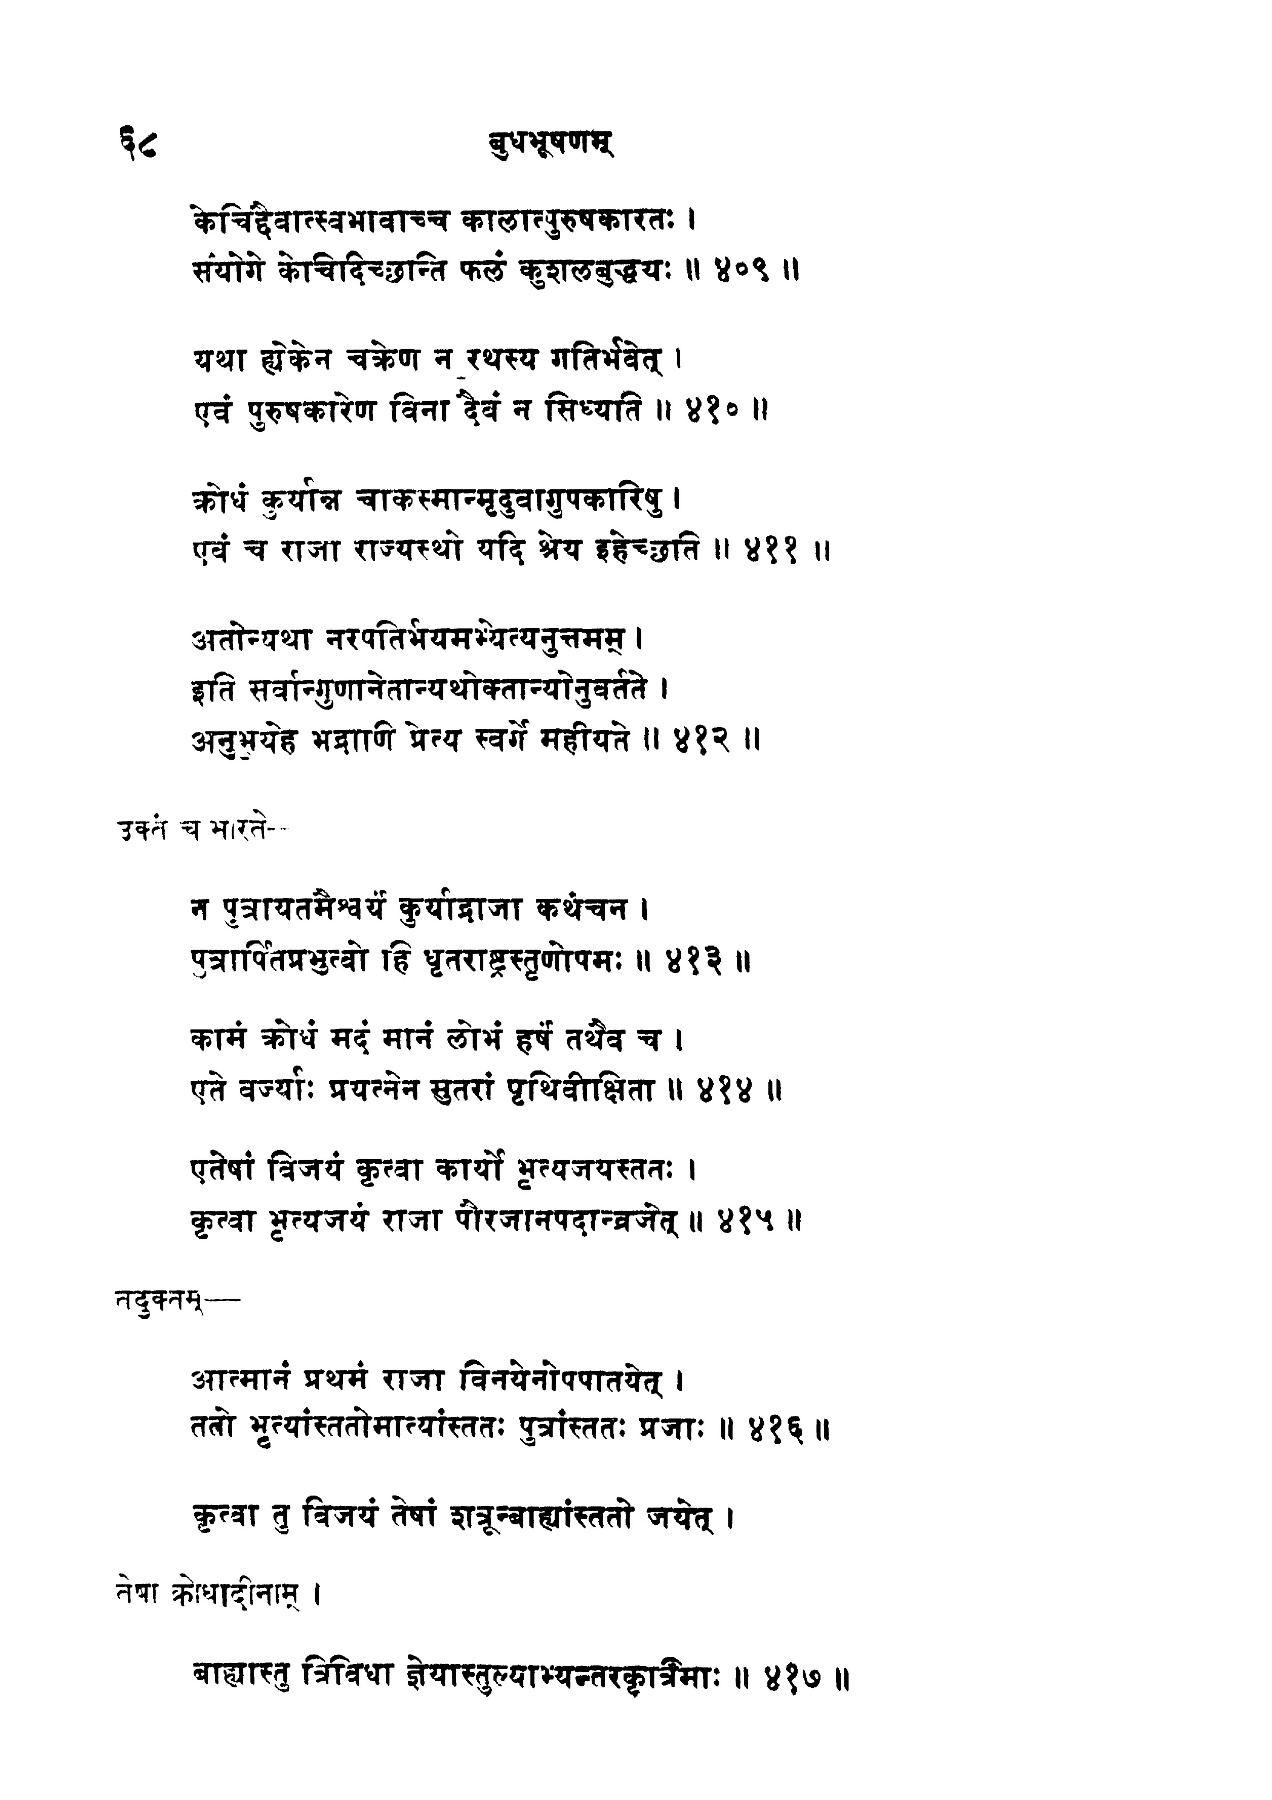 ६८ बुधभूषणम्
केचिद्दैवात्स्वभावाच्च कालात्पुरुषकारतः ।
संयोगे केचिदिच्छन्ति फलं कुशलबुद्धयः ॥ ४०९ ॥
यथा ह्येकेन चक्रेण न रथस्य गतिर्भवेत् ।
एवं पुरुषकारेण विना दैवं न सिध्यति ॥ ४१० ॥
क्रोधं कुर्यान्न चाकस्मान्मृदुवागुपकारिषु ।
एवं च राजा राज्यस्थो यदि श्रेय इहेच्छति ॥ ४११ ॥
अतोन्यथा नरपतिर्भयमभ्येत्यनुत्तमम् ।
इति सर्वान्गुणानेतान्यथोक्तान्योनुवर्तते ।
अनुभूयेह भद्राणि प्रेत्य स्वर्गे महीयते ॥ ४१२ ॥
उक्तं च भारते--
न पुत्रायतमैश्वर्यं कुर्याद्राजा कथंचन ।
पुत्रार्पितप्रभुत्वो हि धृतराष्ट्रस्तृणोपमः ॥ ४१३ ॥
कामं क्रोधं मदं मानं लोभं हर्षं तथैव च ।
एते वर्ज्याः प्रयत्नेन सुतरां पृथिवीक्षिता ॥ ४१४ ॥
एतेषां विजयं कृत्वा कार्यो भृत्यजयस्ततः ।
कृत्वा भृत्यजयं राजा पौरजानपदान्व्रजेत् ॥ ४१५ ॥
तदुक्तम्—
आत्मानं प्रथमं राजा विनयेनोपपातयेत् ।
ततो भृत्यांस्ततोमात्यांस्ततः पुत्रांस्ततः प्रजाः ॥ ४१६ ॥
कृत्वा तु विजयं तेषां शत्रून्बाह्यांस्ततो जयेत् ।
तेषा क्रोधादीनाम् ।
बाह्यास्तु त्रिविधा ज्ञेयास्तुल्याभ्यन्तरकृत्रिमाः ॥ ४१७ ॥